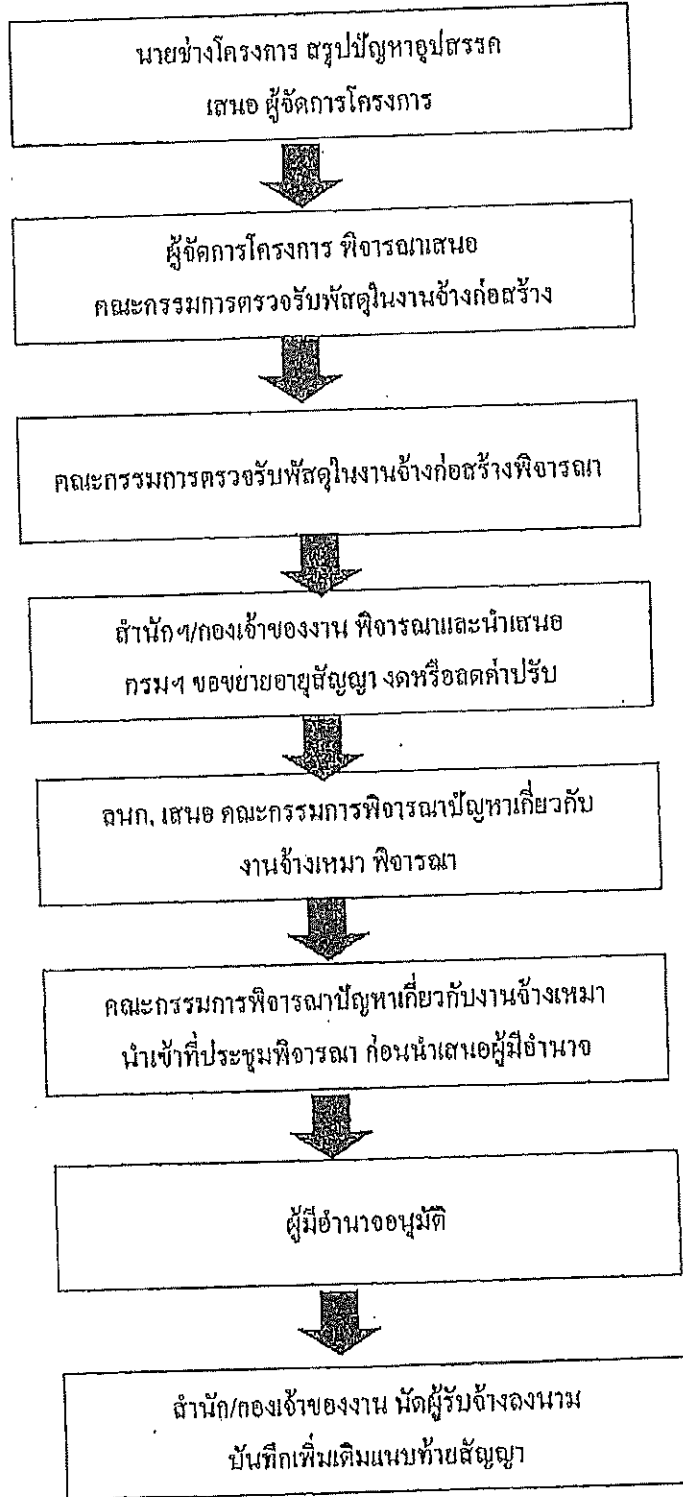 นายช่างโครงการ สรุปปัญหาอุปสรรค
เสนอ ผู้จัดการโครงการ
ผู้จัดการโครงการ พิจารณาเสนอ
คณะกรรมการตรวจรับพัสดุในงานจ้างก่อสร้าง
คณะกรรมการตรวจรับพัสดุในงานจ้างก่อสร้างพิจารณา
สำนักฯ/กองเจ้าของงาน พิจารณาและนำเสนอ
กรมฯ ขอขยายอายุสัญญา งดหรือลดค่าปรับ
ลนก. เสนอ คณะกรรมการพิจารณาปัญหาเกี่ยวกับ
งานจ้างเหมา พิจารณา
คณะกรรมการพิจารณาปัญหาเกี่ยวกับงานจ้างเหมา
นำเข้าที่ประชุมพิจารณา ก่อนนำเสนอผู้มีอำนาจ
ผู้มีอำนาจอนุมัติ
สำนัก/กองเจ้าของงาน นัดผู้รับจ้างลงนาม
บันทึกเพิ่มเติมแนบท้ายสัญญา